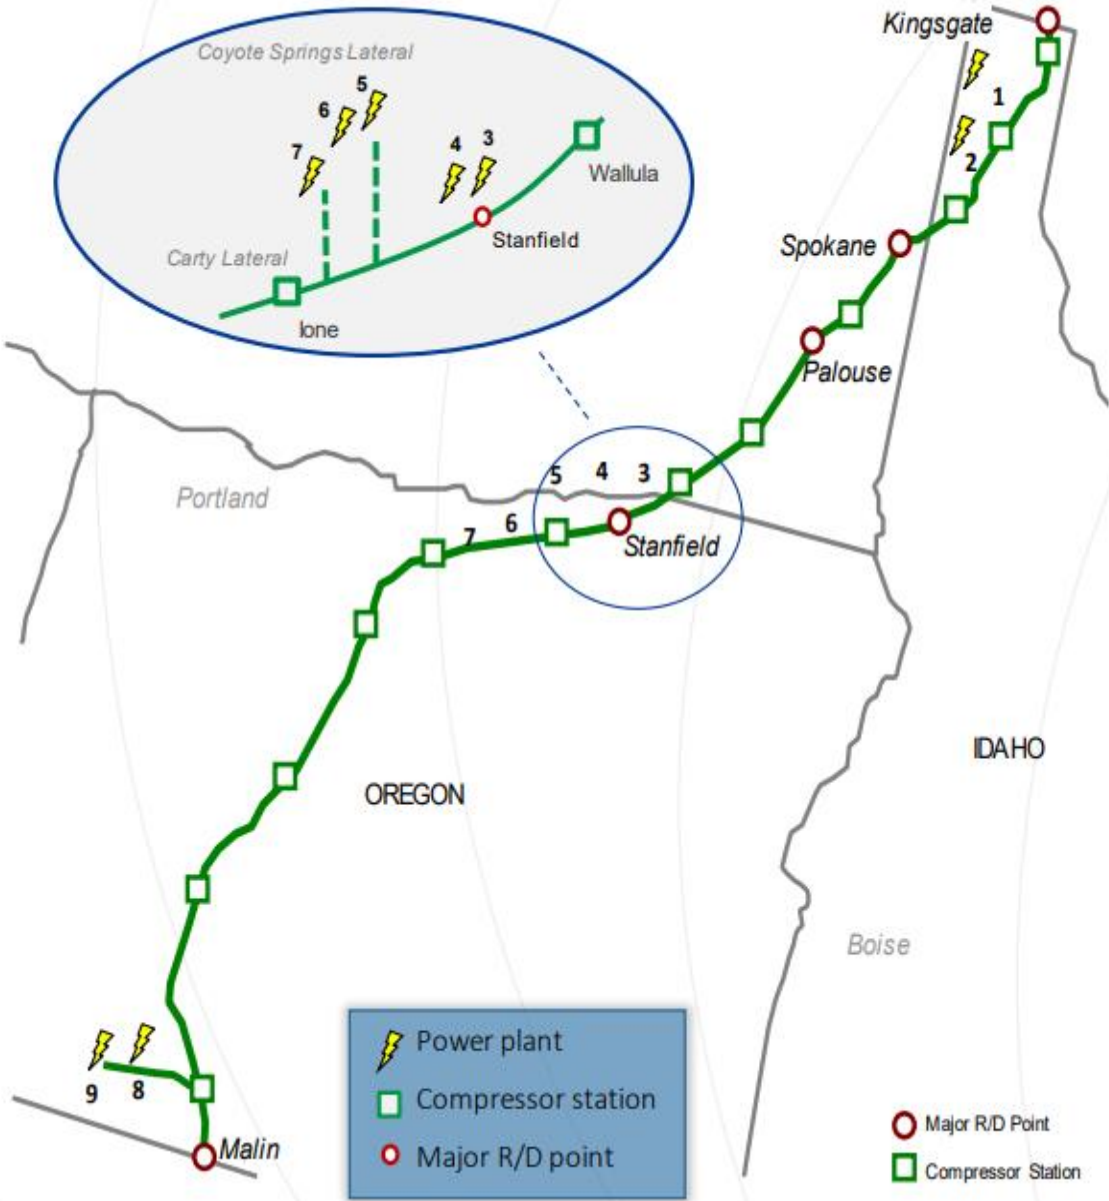 Kingsgate
Coyote Springs Lateral
5
6
7
4
3
Wallula
Stanfield
Carty Lateral
Ione
1
2
Spokane
Palouse
5
4
3
Portland
7
6
Stanfield
IDAHO
OREGON
Boise
9
8
Malin
Power plant
Compressor station
Major R/D point
Major R/D Point
Compressor Station